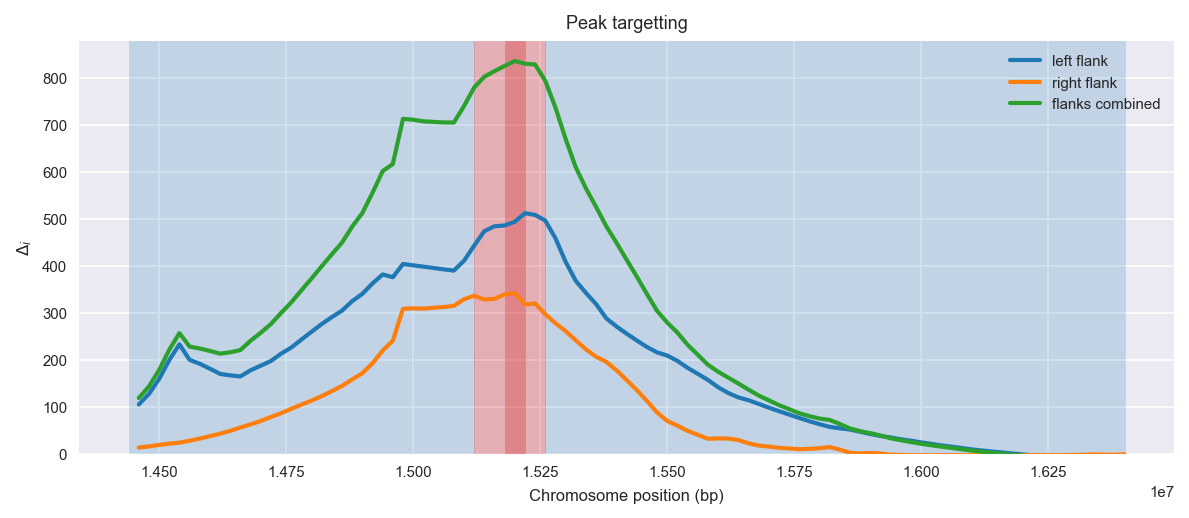 Peak targetting
left flank
right flank
flanks combined
800
700
600
500
400
300
200
100
0
Δi
1.450 1.475 1.500 1.525 1.550 1.575 1.600 1.625
1e7
Chromosome position (bp)